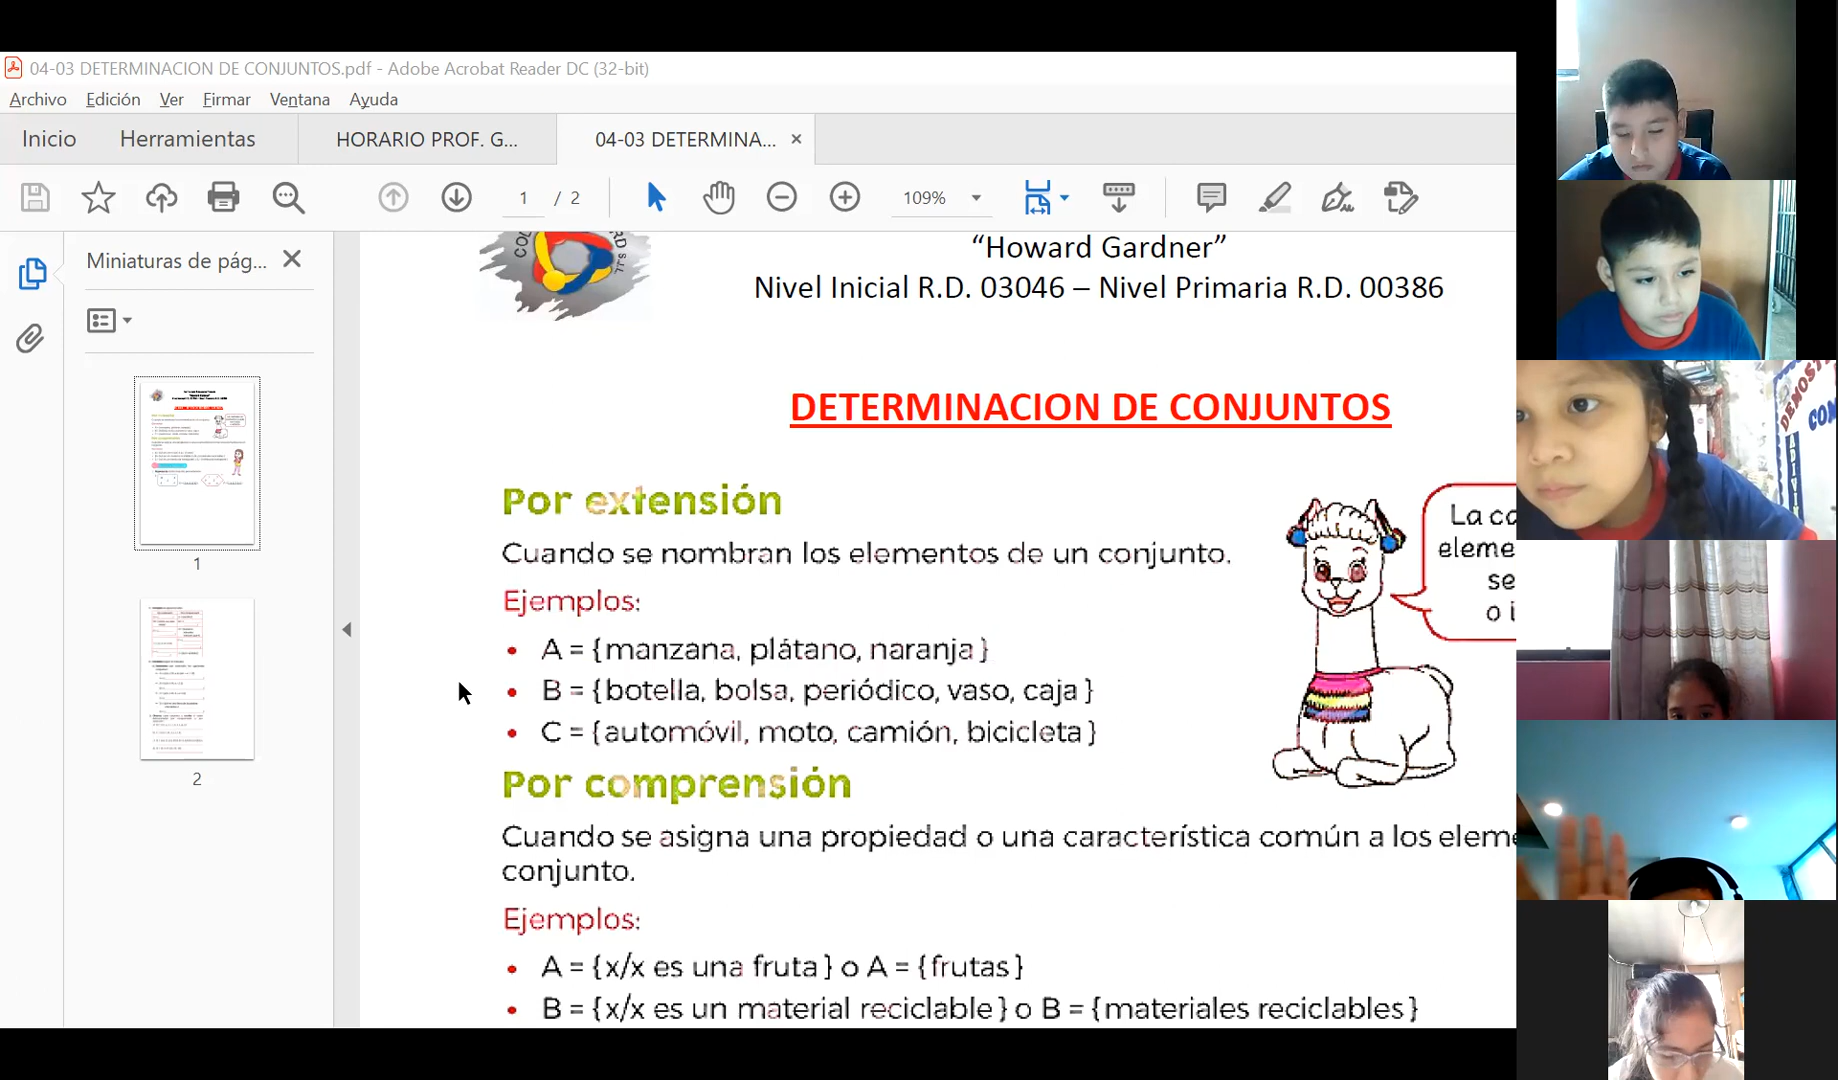 04-03 DETERMINACION DE CONJUNTOS.pdf - Adobe Acrobat Reader DC (32-bit)
Archivo Edición Ver Firmar Ventana Ayuda
Inicio Herramientas HORARIO PROF. G... 04-03 DETERMINA... ×
1 / 2 109%
Miniaturas de pág...
1
2
"Howard Gardner"
Nivel Inicial R.D. 03046 – Nivel Primaria R.D. 00386
DETERMINACION DE CONJUNTOS
Por extensión
Cuando se nombran los elementos de un conjunto.
Ejemplos:
• A = {manzana, plátano, naranja}
• B = {botella, bolsa, periódico, vaso, caja}
• C = {automóvil, moto, camión, bicicleta}
La ca
eleme
se
o i
Por comprensión
Cuando se asigna una propiedad o una característica común a los eleme
conjunto.
Ejemplos:
• A = {x/x es una fruta} o A = {frutas}
• B = {x/x es un material reciclable} o B = {materiales reciclables}